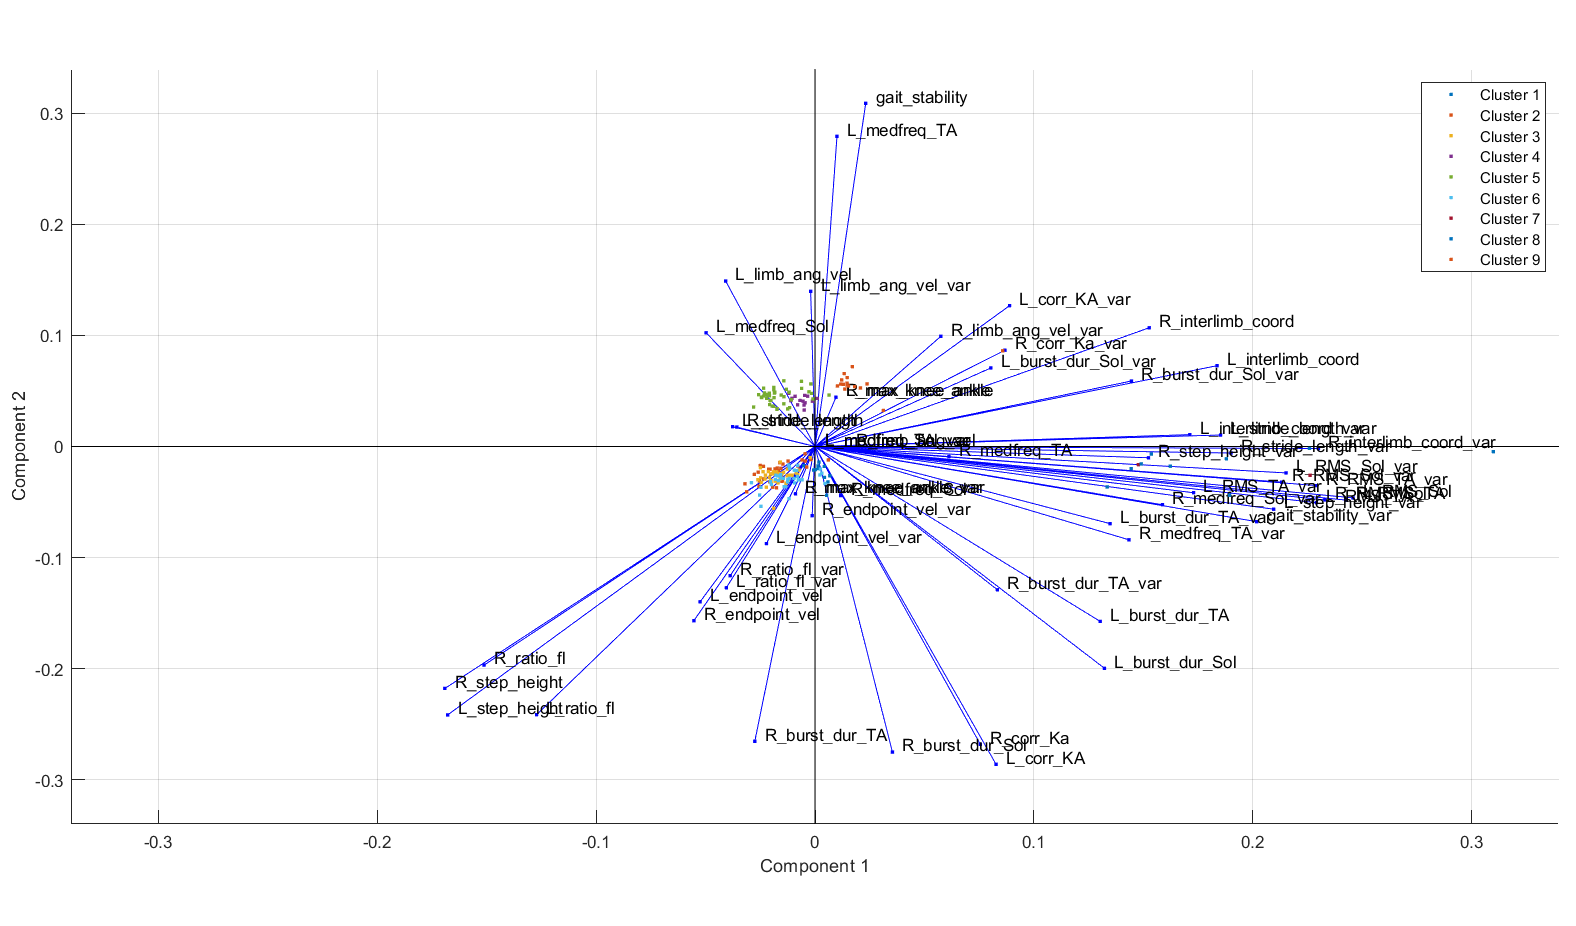 0.3
0.2
0.1
0
-0.1
-0.2
-0.3
Component 2
-0.3
-0.2
-0.1
0
0.1
0.2
0.3
Component 1
Cluster 1
Cluster 2
Cluster 3
Cluster 4
Cluster 5
Cluster 6
Cluster 7
Cluster 8
Cluster 9
gait_stability
L_medfreq_TA
L_limb_ang_vel
L_limb_ang_vel_var
L_corr_KA_var
L_medfreq_Sol
R_interlimb_coord
R_limb_ang_vel_var
R_corr_Ka_var
L_burst_dur_Sol_var
L_interlimb_coord
R_burst_dur_Sol_var
R_max_knee_ankle
R_interlimb_coord_var
R_medfreq_TA
R_step_height_var
L_RMS_Sol_var
R_RMS_TA_var
L_RMS_TA_var
R_medfreq_Sol_var
L_step_height_var
gait_stability_var
L_burst_dur_TA_var
R_medfreq_TA_var
R_endpoint_vel_var
L_endpoint_vel_var
R_ratio_fl_var
L_ratio_fl_var
L_endpoint_vel
R_endpoint_vel
R_burst_dur_TA_var
L_burst_dur_TA
L_burst_dur_Sol
R_ratio_fl
R_step_height
L_step_height
L_ratio_fl
R_burst_dur_TA
R_burst_dur_Sol
R_corr_Ka
L_corr_KA